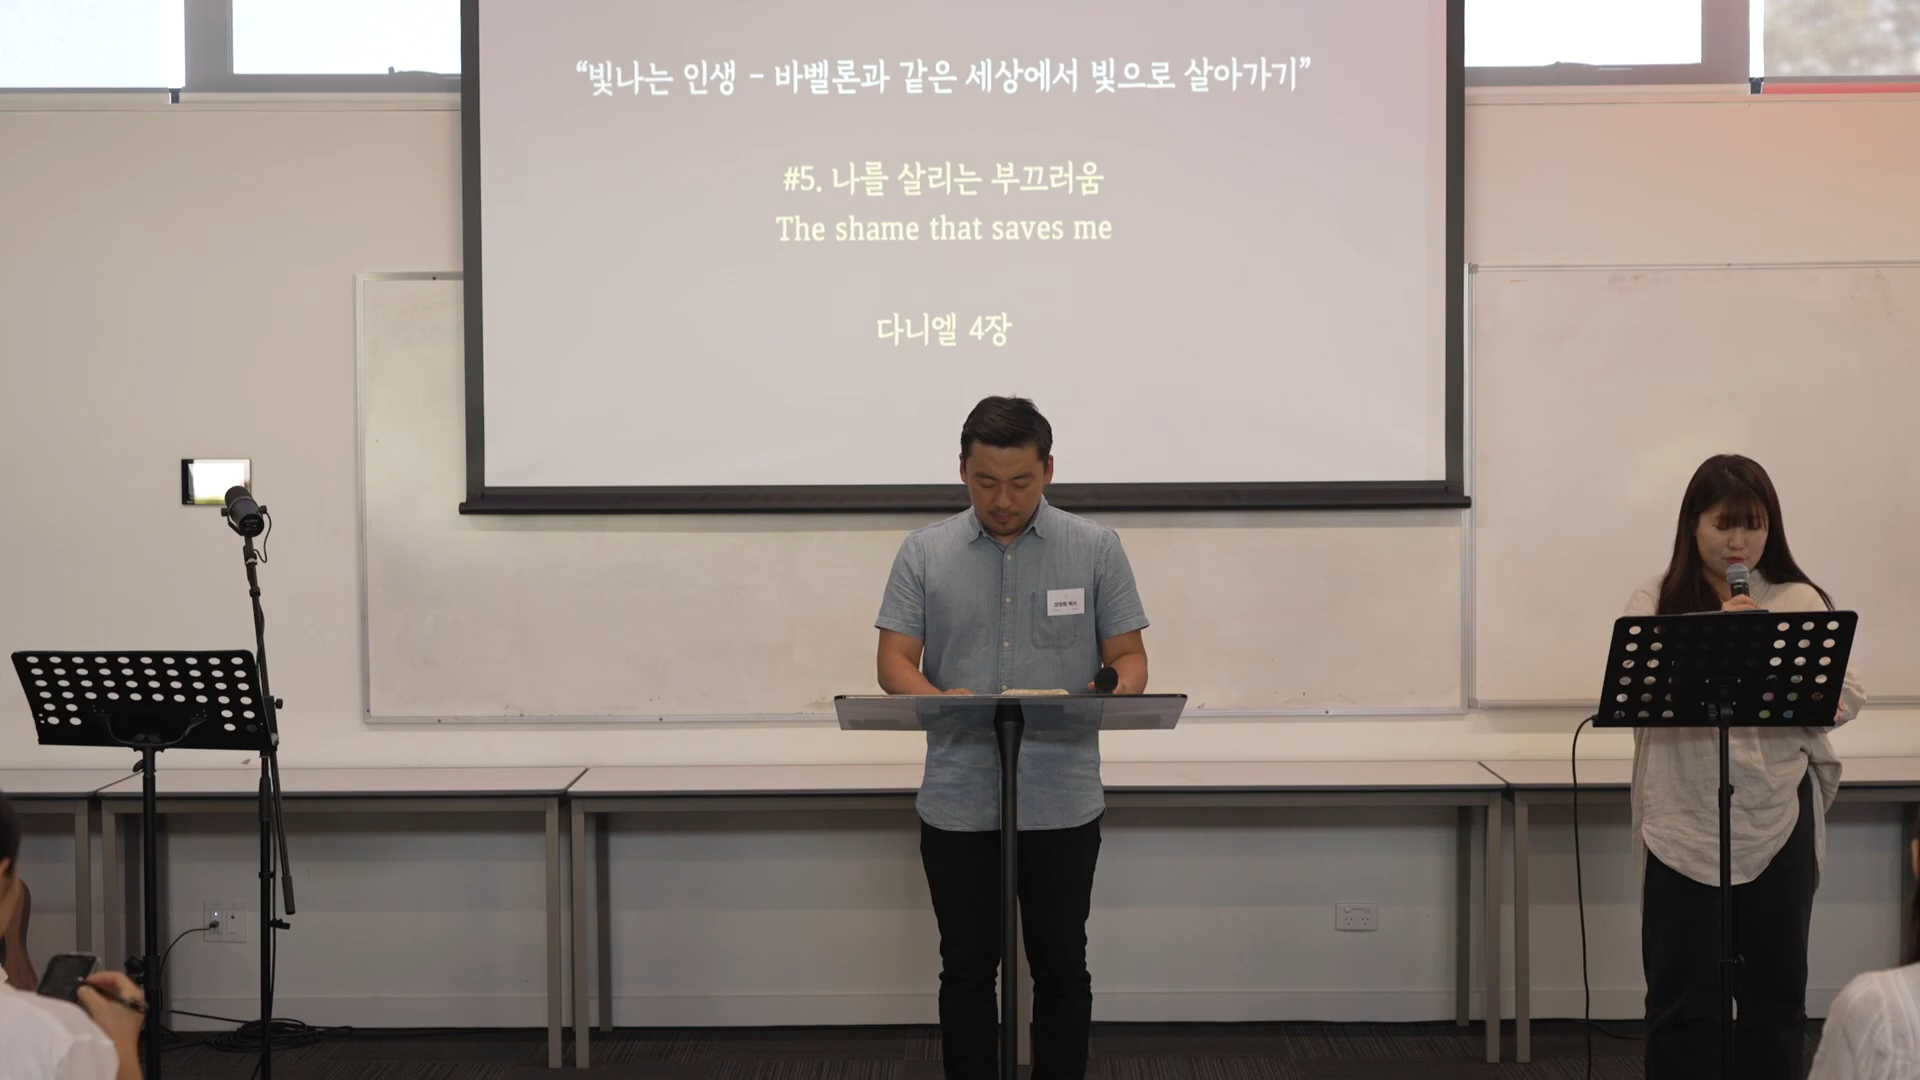 “빛나는 인생 - 바벨론과 같은 세상에서 빛으로 살아가기”
#5. 나를 살리는 부끄러움
The shame that saves me
다니엘 4장